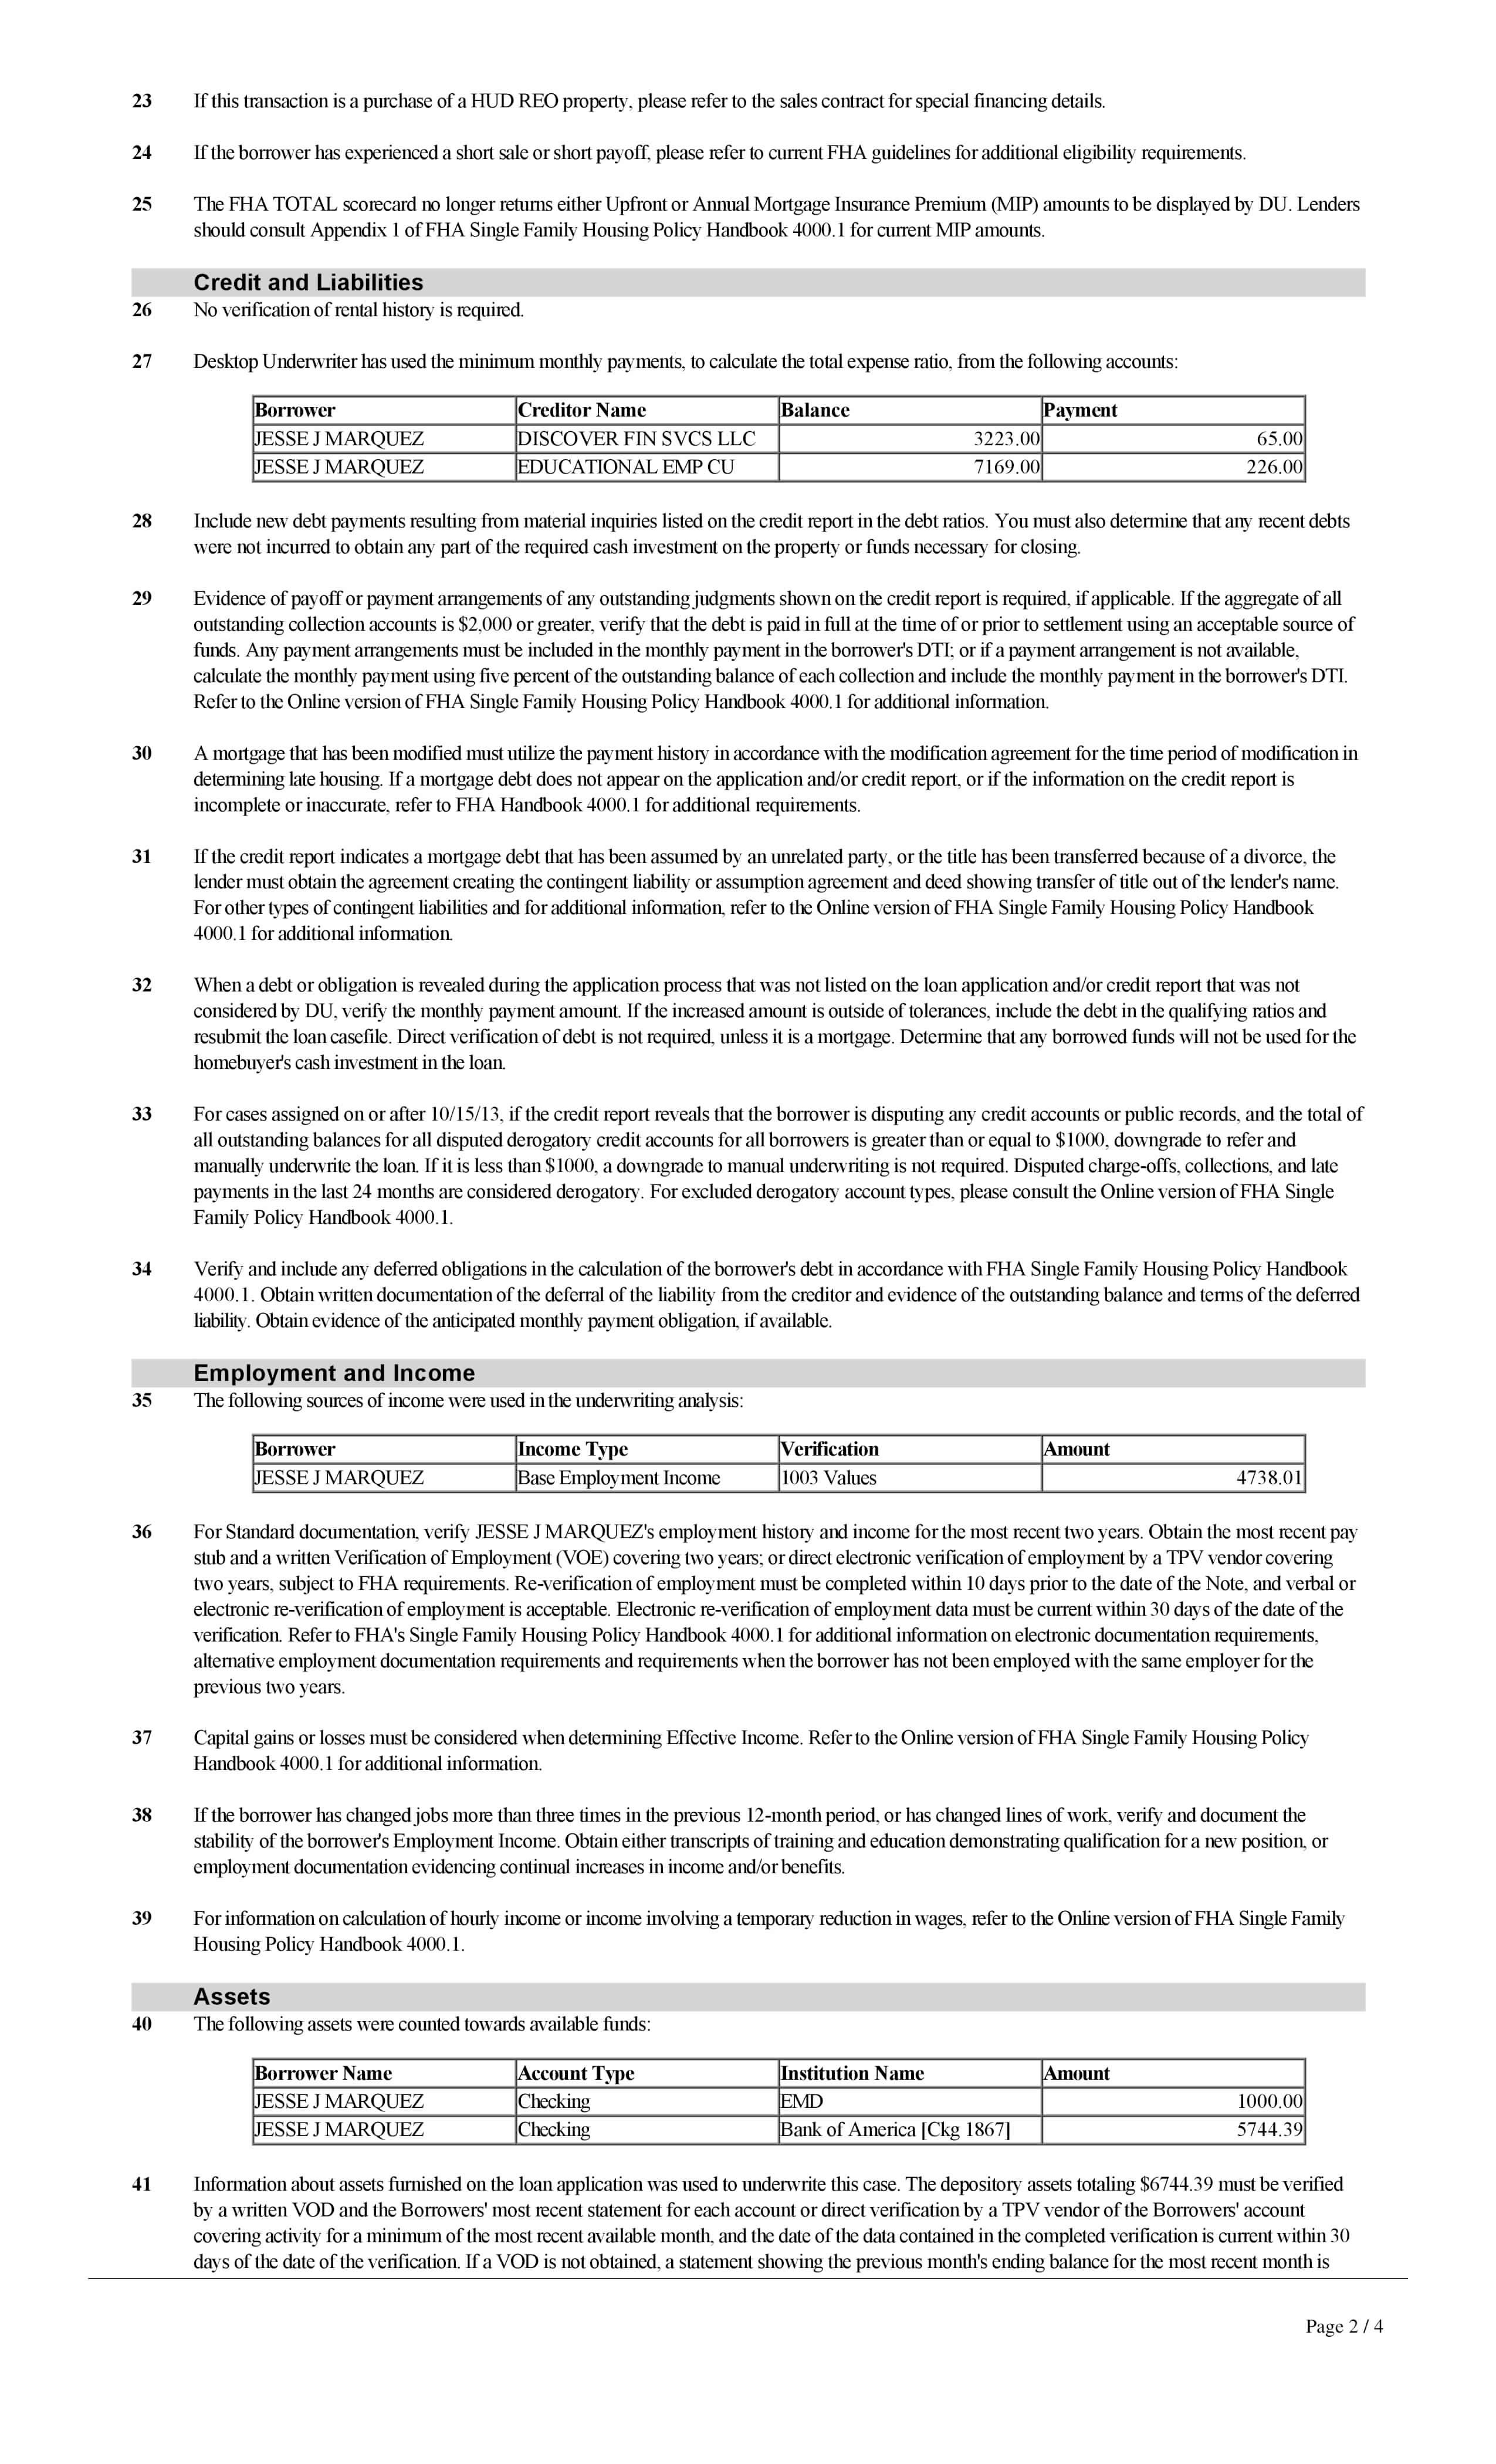 23 If this transaction is a purchase of a HUD REO property, please refer to the sales contract for special financing details.
24 If the borrower has experienced a short sale or short payoff, please refer to current FHA guidelines for additional eligibility requirements.
25 The FHA TOTAL scorecard no longer returns either Upfront or Annual Mortgage Insurance Premium (MIP) amounts to be displayed by DU. Lenders
should consult Appendix 1 of FHA Single Family Housing Policy Handbook 4000.1 for current MIP amounts.
Credit and Liabilities
26 No verification of rental history is required.
27 Desktop Underwriter has used the minimum monthly payments, to calculate the total expense ratio, from the following accounts:
Borrower Creditor Name Balance Payment
JESSE J MARQUEZ DISCOVER FIN SVCS LLC 3223.00 65.00
JESSE J MARQUEZ EDUCATIONAL EMP CU 7169.00 226.00
28 Include new debt payments resulting from material inquiries listed on the credit report in the debt ratios. You must also determine that any recent debts
were not incurred to obtain any part of the required cash investment on the property or funds necessary for closing.
29 Evidence of payoff or payment arrangements of any outstanding judgments shown on the credit report is required, if applicable. If the aggregate of all
outstanding collection accounts is $2,000 or greater, verify that the debt is paid in full at the time of or prior to settlement using an acceptable source of
funds. Any payment arrangements must be included in the monthly payment in the borrower's DTI; or if a payment arrangement is not available,
calculate the monthly payment using five percent of the outstanding balance of each collection and include the monthly payment in the borrower's DTI.
Refer to the Online version of FHA Single Family Housing Policy Handbook 4000.1 for additional information.
30 A mortgage that has been modified must utilize the payment history in accordance with the modification agreement for the time period of modification in
determining late housing. If a mortgage debt does not appear on the application and/or credit report, or if the information on the credit report is
incomplete or inaccurate, refer to FHA Handbook 4000.1 for additional requirements.
31 If the credit report indicates a mortgage debt that has been assumed by an unrelated party, or the title has been transferred because of a divorce, the
lender must obtain the agreement creating the contingent liability or assumption agreement and deed showing transfer of title out of the lender's name.
For other types of contingent liabilities and for additional information, refer to the Online version of FHA Single Family Housing Policy Handbook
4000.1 for additional information.
32 When a debt or obligation is revealed during the application process that was not listed on the loan application and/or credit report that was not
considered by DU, verify the monthly payment amount. If the increased amount is outside of tolerances, include the debt in the qualifying ratios and
resubmit the loan casefile. Direct verification of debt is not required, unless it is a mortgage. Determine that any borrowed funds will not be used for the
homebuyer's cash investment in the loan.
33 For cases assigned on or after 10/15/13, if the credit report reveals that the borrower is disputing any credit accounts or public records, and the total of
all outstanding balances for all disputed derogatory credit accounts for all borrowers is greater than or equal to $1000, downgrade to refer and
manually underwrite the loan. If it is less than $1000, a downgrade to manual underwriting is not required. Disputed charge-offs, collections, and late
payments in the last 24 months are considered derogatory. For excluded derogatory account types, please consult the Online version of FHA Single
Family Policy Handbook 4000.1.
34 Verify and include any deferred obligations in the calculation of the borrower's debt in accordance with FHA Single Family Housing Policy Handbook
4000.1. Obtain written documentation of the deferral of the liability from the creditor and evidence of the outstanding balance and terms of the deferred
liability. Obtain evidence of the anticipated monthly payment obligation, if available.
Employment and Income
35 The following sources of income were used in the underwriting analysis:
Borrower Income Type Verification Amount
JESSE J MARQUEZ Base Employment Income 1003 Values 4738.01
36 For Standard documentation, verify JESSE J MARQUEZ's employment history and income for the most recent two years. Obtain the most recent pay
stub and a written Verification of Employment (VOE) covering two years; or direct electronic verification of employment by a TPV vendor covering
two years, subject to FHA requirements. Re-verification of employment must be completed within 10 days prior to the date of the Note, and verbal or
electronic re-verification of employment is acceptable. Electronic re-verification of employment data must be current within 30 days of the date of the
verification. Refer to FHA's Single Family Housing Policy Handbook 4000.1 for additional information on electronic documentation requirements,
alternative employment documentation requirements and requirements when the borrower has not been employed with the same employer for the
previous two years.
37 Capital gains or losses must be considered when determining Effective Income. Refer to the Online version of FHA Single Family Housing Policy
Handbook 4000.1 for additional information.
38 If the borrower has changed jobs more than three times in the previous 12-month period, or has changed lines of work, verify and document the
stability of the borrower's Employment Income. Obtain either transcripts of training and education demonstrating qualification for a new position, or
employment documentation evidencing continual increases in income and/or benefits.
39 For information on calculation of hourly income or income involving a temporary reduction in wages, refer to the Online version of FHA Single Family
Housing Policy Handbook 4000.1.
Assets
40 The following assets were counted towards available funds:
Borrower Name Account Type Institution Name Amount
JESSE J MARQUEZ Checking EMD 1000.00
JESSE J MARQUEZ Checking Bank of America [Ckg 1867] 5744.39
41 Information about assets furnished on the loan application was used to underwrite this case. The depository assets totaling $6744.39 must be verified
by a written VOD and the Borrowers' most recent statement for each account or direct verification by a TPV vendor of the Borrowers' account
covering activity for a minimum of the most recent available month, and the date of the data contained in the completed verification is current within 30
days of the date of the verification. If a VOD is not obtained, a statement showing the previous month's ending balance for the most recent month is
Page 2 / 4